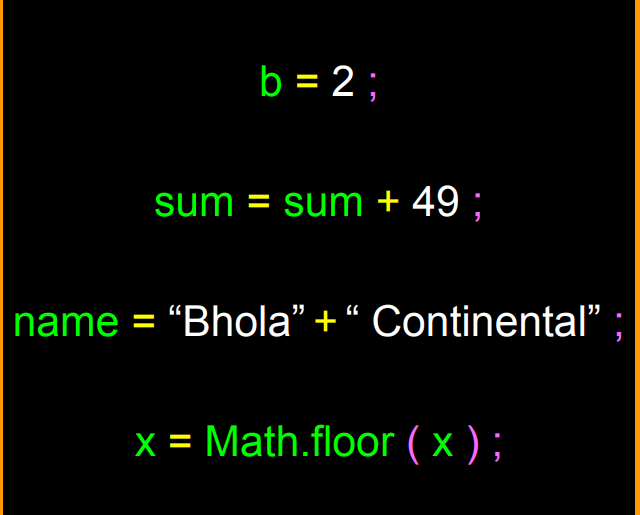 b = 2 ;
sum = sum + 49 ;
name = “Bhola” + “ Continental” ;
x = Math.floor ( x ) ;